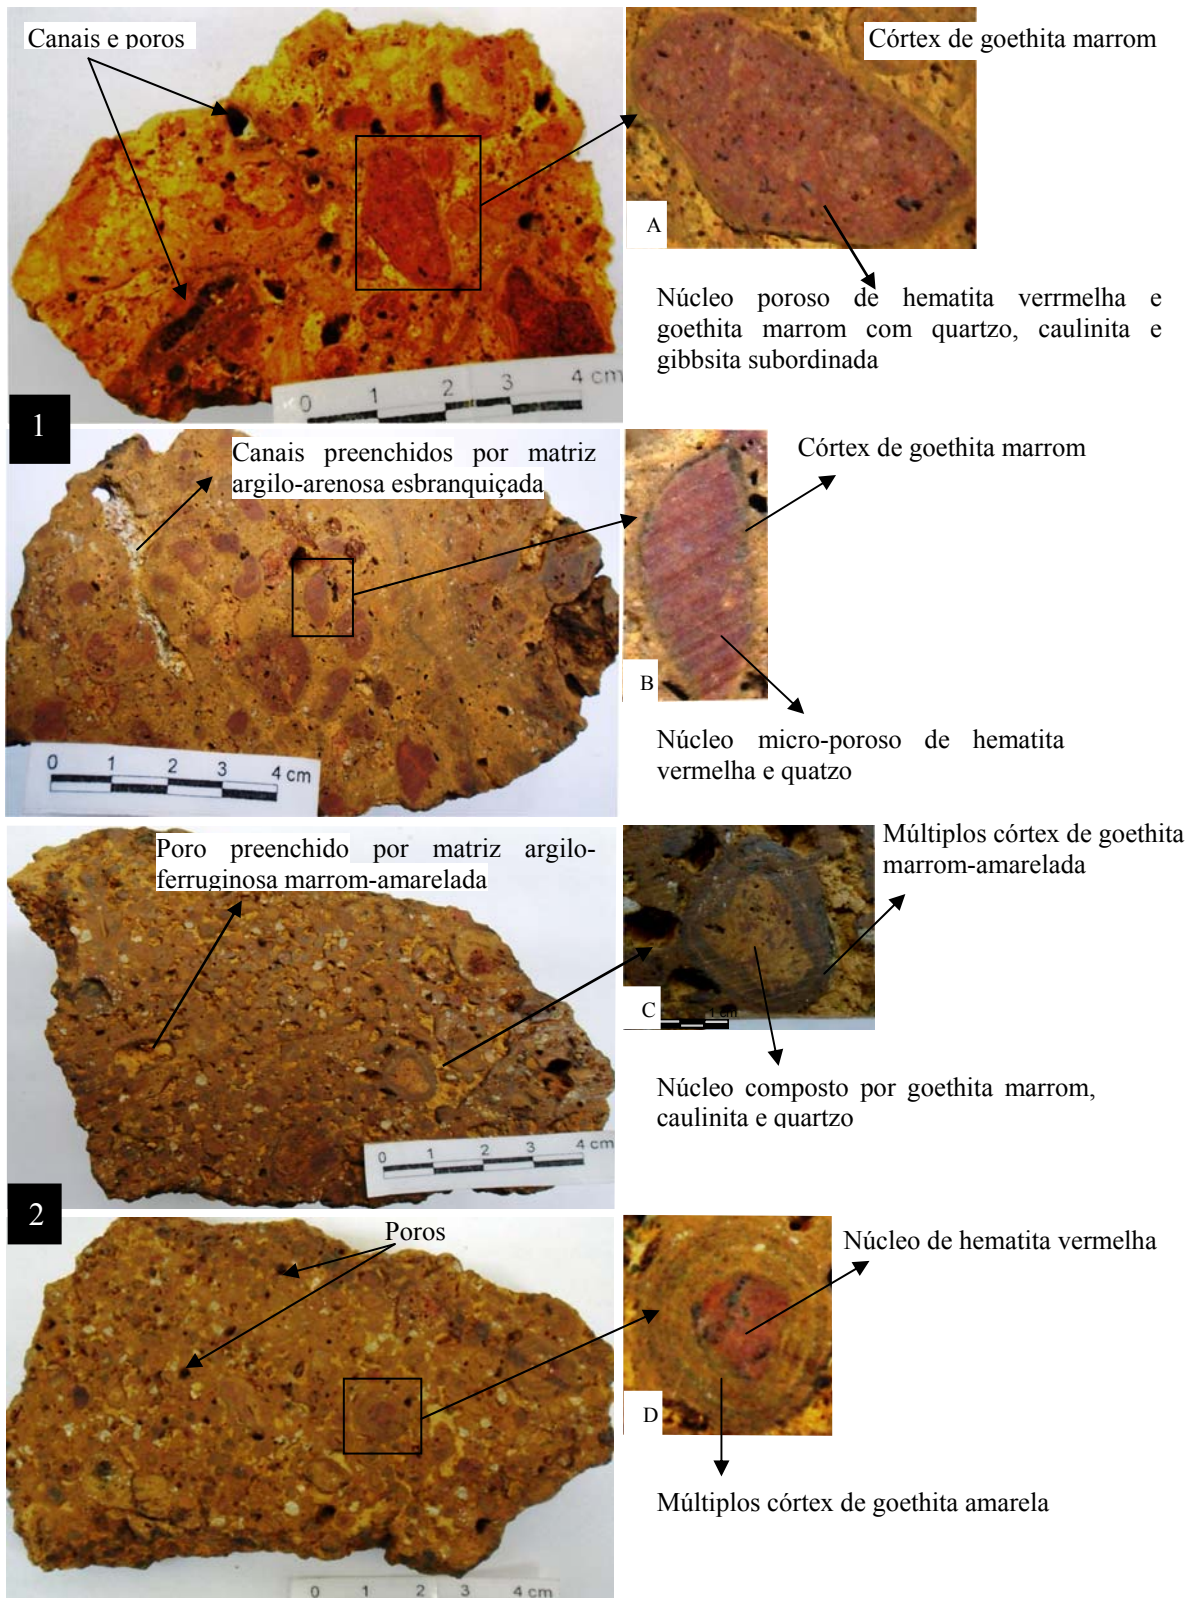 Canais e poros
Córtex de goethita marrom
A
Núcleo poroso de hematita verrmelha e
goethita marrom com quartzo, caulinita e
gibbsita subordinada
0 1 2 3 4 cm
1
Canais preenchidos por matriz
argilo-arenosa esbranquiçada
Córtex de goethita marrom
B
Núcleo micro-poroso de hematita
vermelha e quatzo
0 1 2 3 4 cm
Poro preenchido por matriz argilo-
ferruginosa marrom-amarelada
Múltiplos córtex de goethita
marrom-amarelada
C
1 cm
Núcleo composto por goethita marrom,
caulinita e quartzo
0 1 2 3 4 cm
2
Poros
Núcleo de hematita vermelha
D
Múltiplos córtex de goethita amarela
0 1 2 3 4 cm